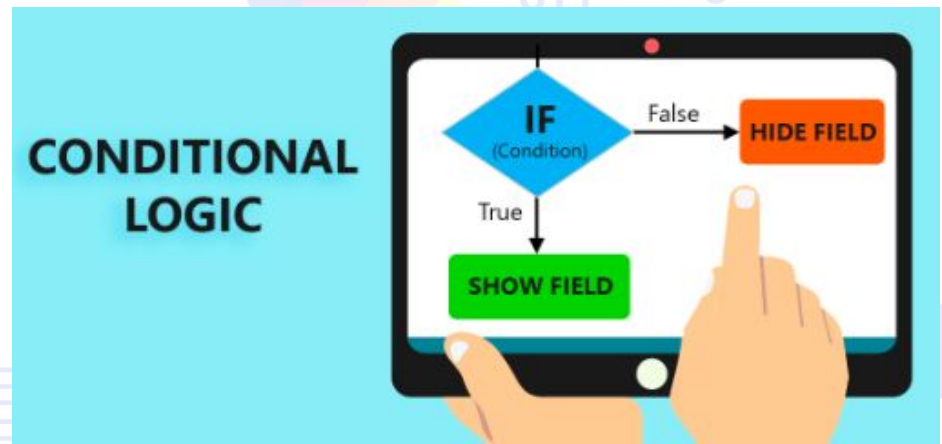 CONDITIONAL
LOGIC
IF
(Condition)
False
HIDE FIELD
True
SHOW FIELD